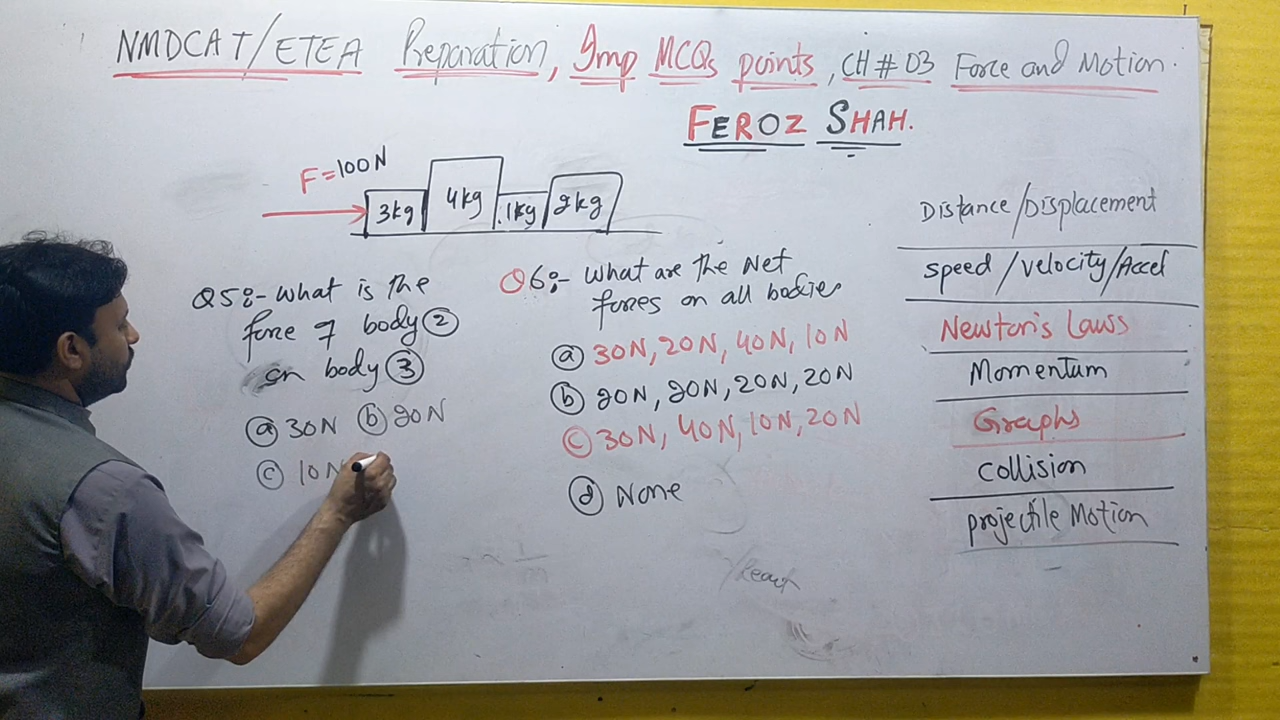 NMDCAT/ETEA Preparation, Imp MCQs points, CH # 03 Force and Motion.
FEROZ SHAH.
F=100N
3kg 4kg 1kg 2kg
Q5:- What is the
force of body ②
on body ③
ⓐ 30N ⓑ 20N
ⓒ 10N
Q6:- What are the Net
forces on all bodies
ⓐ 30N, 20N, 40N, 10N
ⓑ 20N, 20N, 20N, 20N
ⓒ 30N, 40N, 10N, 20N
ⓓ None
Distance/Displacement
speed/velocity/Accel
Newton's Laws
Momentum
Graphs
collision
projectile Motion